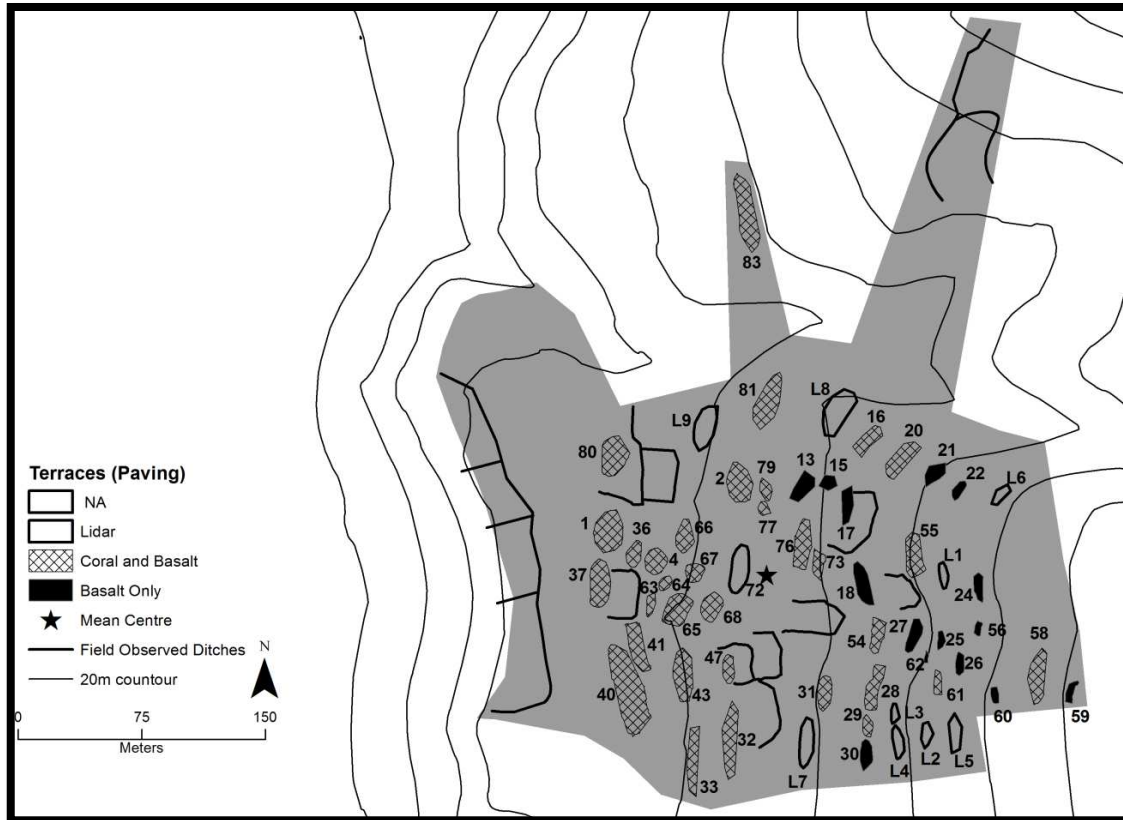 83
81
L8
L9
16
20
80
21
79
13
15
22
L6
2
77
17
1
36
66
76
55
4
67
73
L1
37
63
64
72
18
24
65
68
54
27
25
56
58
41
62
26
47
40
43
31
28
61
60
59
29
L3
32
30
L4
L2
L5
33
L7
Terraces (Paving)
NA
Lidar
Coral and Basalt
Basalt Only
Mean Centre
Field Observed Ditches
N
20m countour
0 75 150
Meters